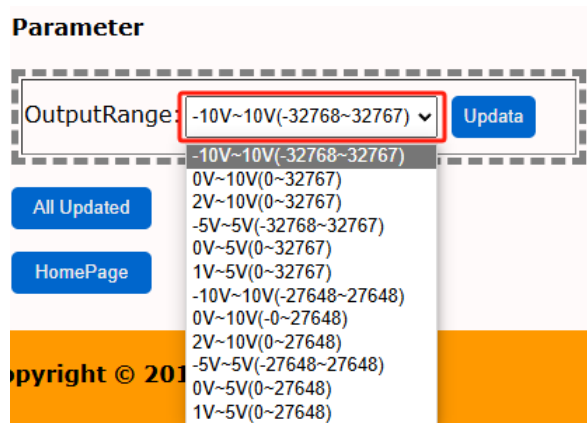 Parameter
OutputRange: -10V~10V(-32768~32767) Updata
-10V~10V(-32768~32767)
0V~10V(0~32767)
2V~10V(0~32767)
-5V~5V(-32768~32767)
0V~5V(0~32767)
1V~5V(0~32767)
-10V~10V(-27648~27648)
0V~10V(-0~27648)
2V~10V(0~27648)
-5V~5V(-27648~27648)
0V~5V(0~27648)
1V~5V(0~27648)
All Updated
HomePage
opyright © 201